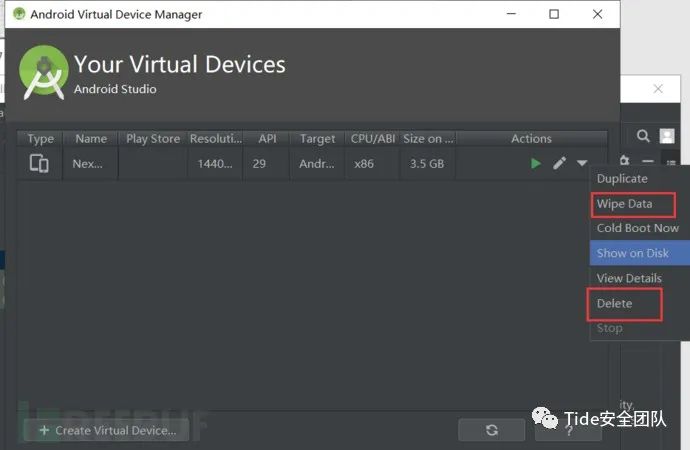 Android Virtual Device Manager
Your Virtual Devices
Android Studio
Type Name Play Store Resoluti... API Target CPU/ABI Size on ... Actions
Nex... 1440... 29 Andr... x86 3.5 GB
Duplicate
Wipe Data
Cold Boot Now
Show on Disk
View Details
Delete
Stop
+ Create Virtual Device...
?
Tide安全团队